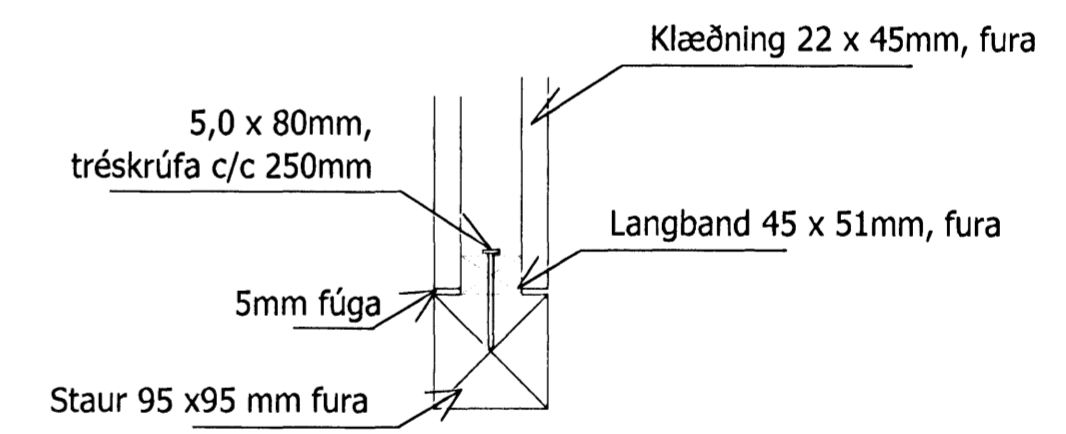 Klæðning 22 x 45mm, fura
5,0 x 80mm,
tréskrúfa c/c 250mm
Langband 45 x 51mm, fura
5mm fúga
Staur 95 x95 mm fura